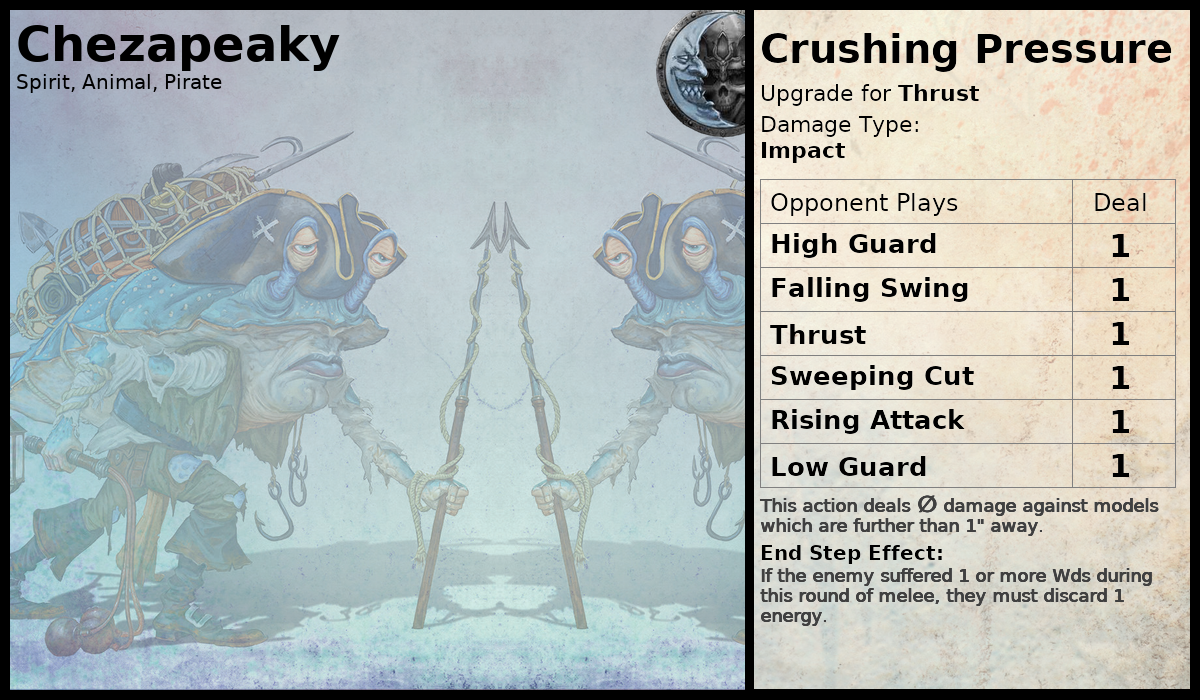 Chezapeaky
Spirit, Animal, Pirate
Crushing Pressure
Upgrade for Thrust
Damage Type:
Impact
Opponent Plays Deal
High Guard 1
Falling Swing 1
Thrust 1
Sweeping Cut 1
Rising Attack 1
Low Guard 1
This action deals Ø damage against models
which are further than 1" away.
End Step Effect:
If the enemy suffered 1 or more Wds during
this round of melee, they must discard 1
energy.